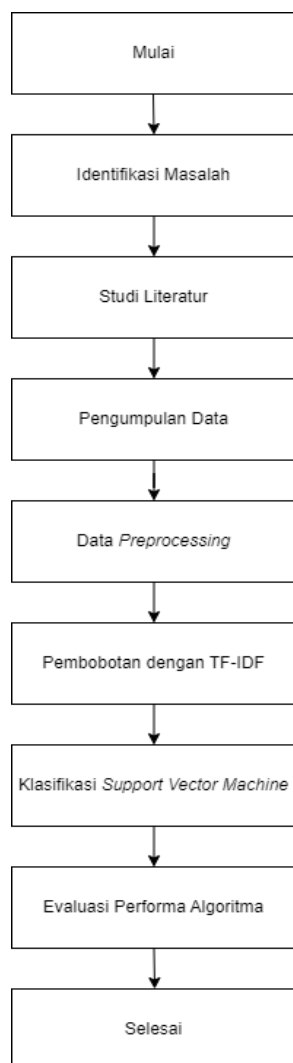 Mulai
Identifikasi Masalah
Studi Literatur
Pengumpulan Data
Data Preprocessing
Pembobotan dengan TF-IDF
Klasifikasi Support Vector Machine
Evaluasi Performa Algoritma
Selesai